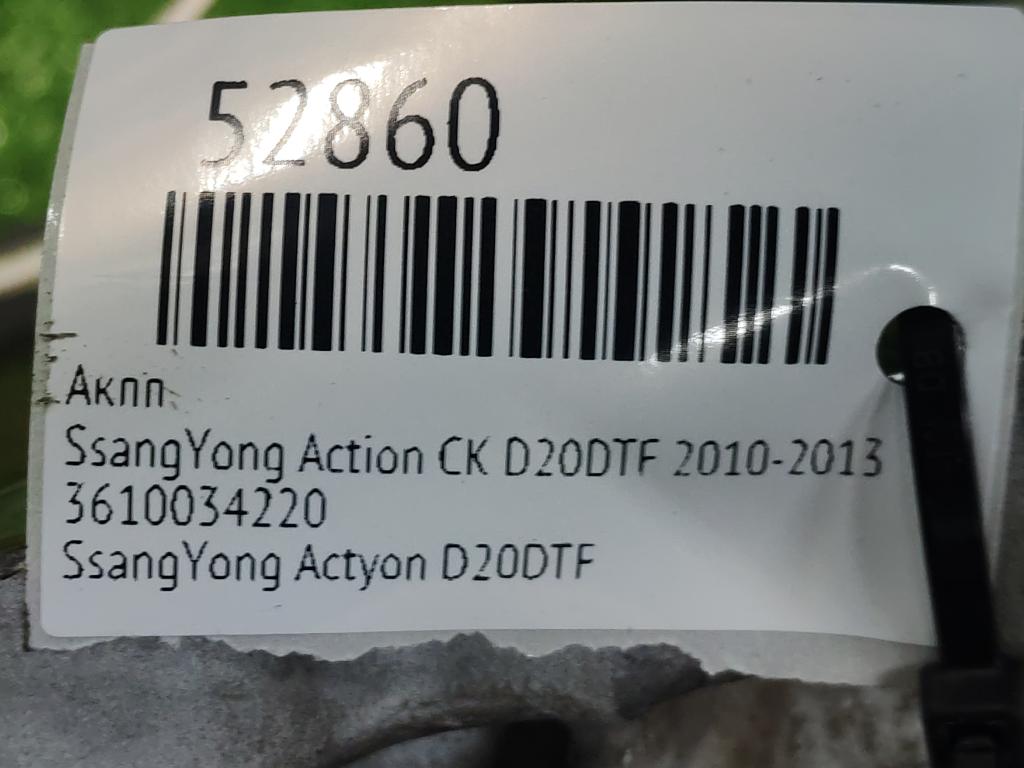 52860
Акпп
SsangYong Action CK D20DTF 2010-2013
3610034220
SsangYong Actyon D20DTF